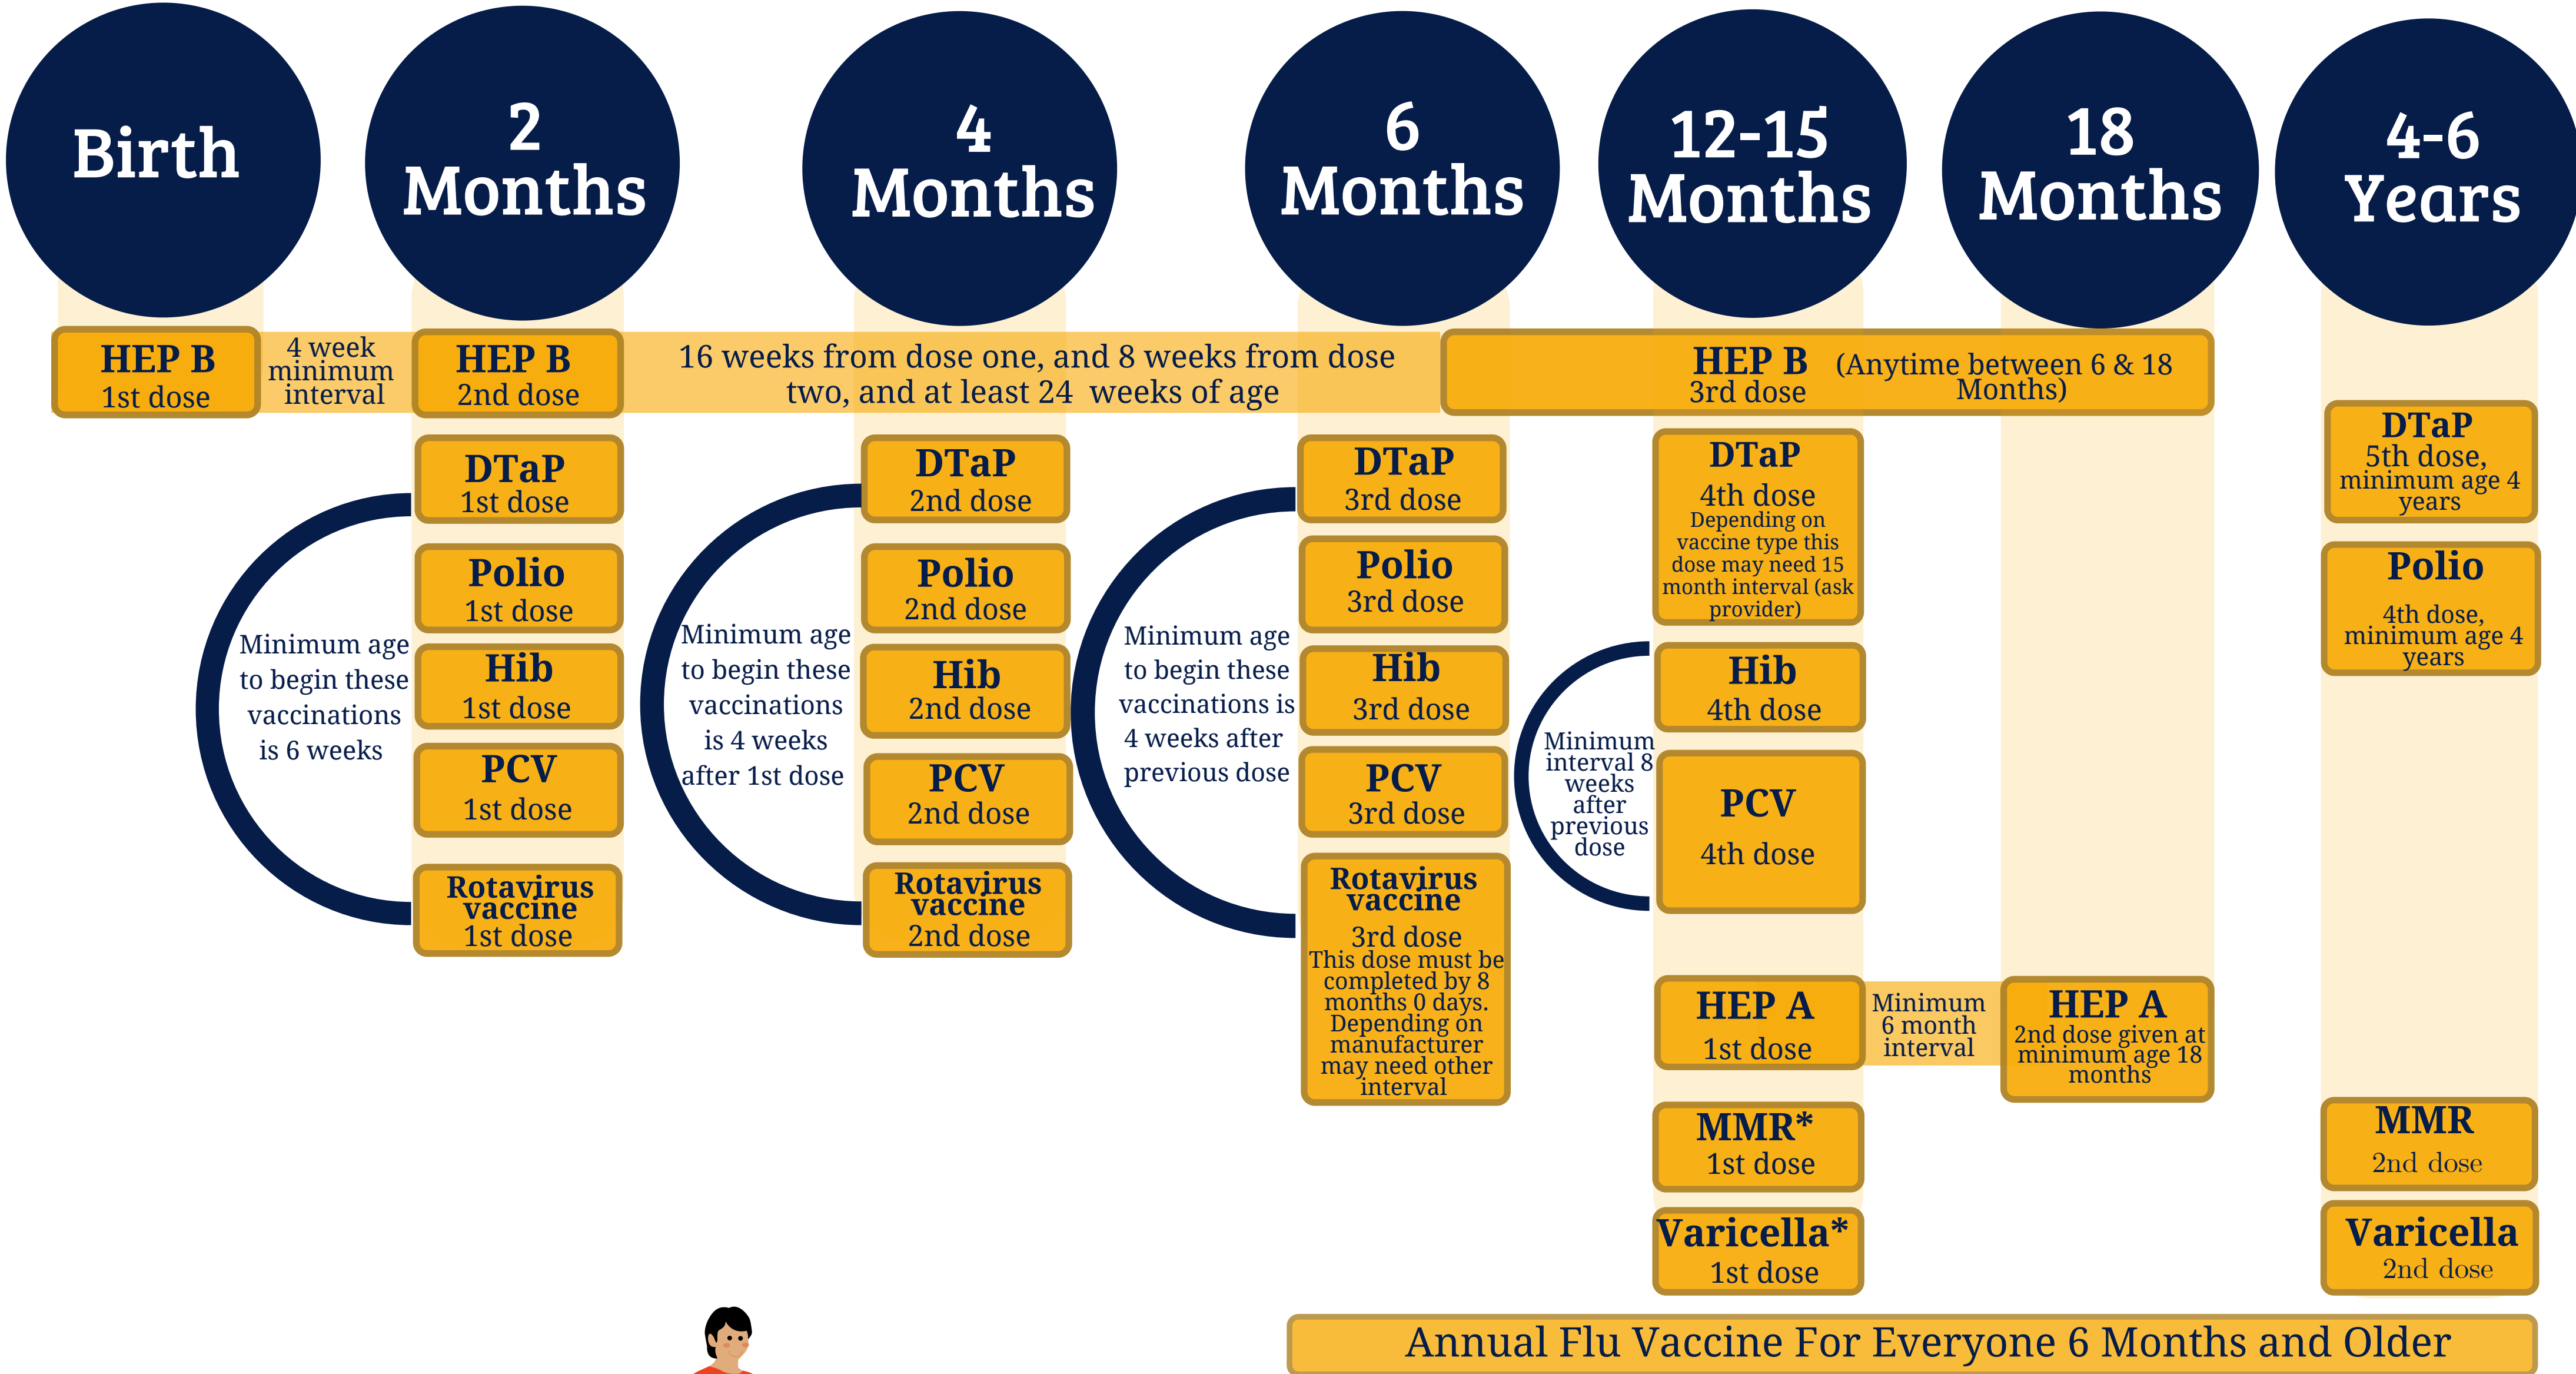 Birth
2
Months
4
Months
6
Months
12-15
Months
18
Months
4-6
Years
HEP B
1st dose
4 week
minimum
interval
HEP B
2nd dose
16 weeks from dose one, and 8 weeks from dose
two, and at least 24 weeks of age
HEP B
3rd dose
(Anytime between 6 & 18
Months)
Minimum age
to begin these
vaccinations
is 6 weeks
DTaP
1st dose
Polio
1st dose
Hib
1st dose
PCV
1st dose
Rotavirus
vaccine
1st dose
Minimum age
to begin these
vaccinations
is 4 weeks
after 1st dose
DTaP
2nd dose
Polio
2nd dose
Hib
2nd dose
PCV
2nd dose
Rotavirus
vaccine
2nd dose
Minimum age
to begin these
vaccinations is
4 weeks after
previous dose
DTaP
3rd dose
Polio
3rd dose
Hib
3rd dose
PCV
3rd dose
Rotavirus
vaccine
3rd dose
This dose must be
completed by 8
months 0 days.
Depending on
manufacturer
may need other
interval
DTaP
4th dose
Depending on
vaccine type this
dose may need 15
month interval (ask
provider)
Minimum
interval 8
weeks
after
previous
dose
Hib
4th dose
PCV
4th dose
HEP A
1st dose
Minimum
6 month
interval
HEP A
2nd dose given at
minimum age 18
months
MMR*
1st dose
Varicella*
1st dose
DTaP
5th dose,
minimum age 4
years
Polio
4th dose,
minimum age 4
years
MMR
2nd dose
Varicella
2nd dose
Annual Flu Vaccine For Everyone 6 Months and Older